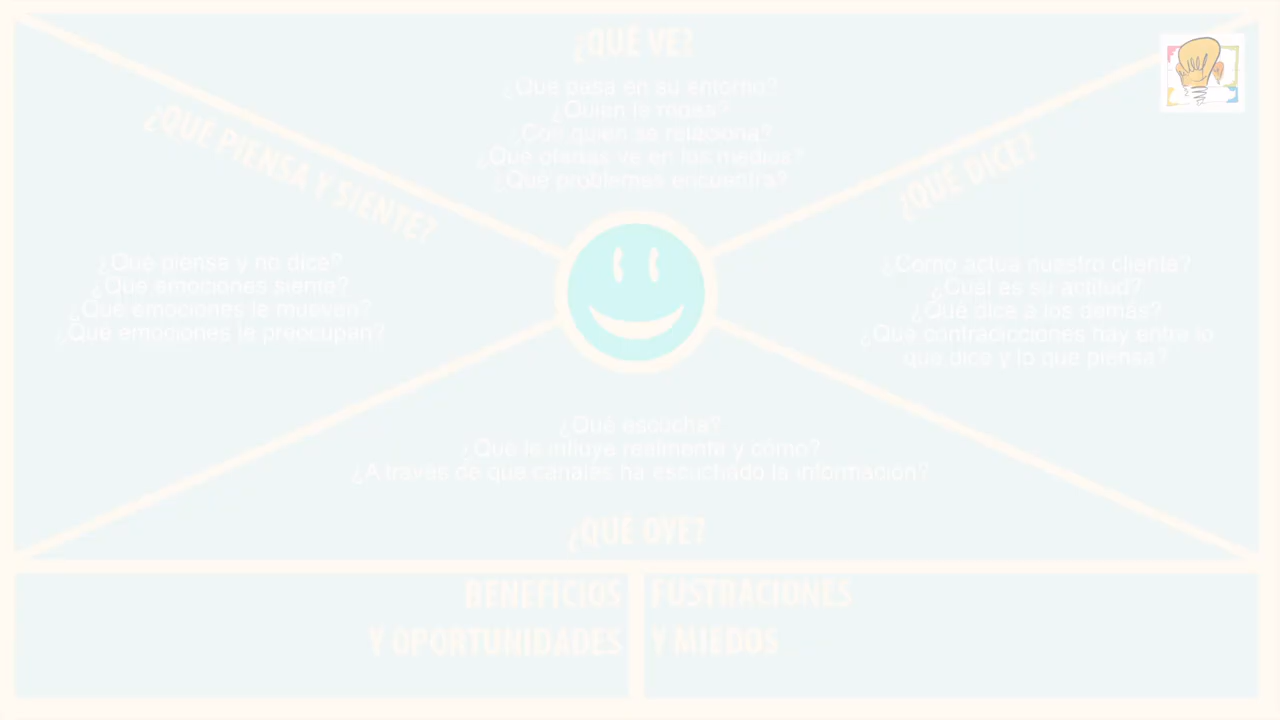 ¿QUÉ VE?
¿Qué pasa en su entorno?
¿Quién le rodea?
¿Con quien se relaciona?
¿Qué ofertas ve en los medios?
¿Qué problemas encuentra?
¿QUÉ PIENSA Y SIENTE?
¿Qué piensa y no dice?
¿Qué emociones siente?
¿Qué emociones le mueven?
¿Qué emociones le preocupan?
¿QUÉ DICE?
¿Cómo actúa nuestro cliente?
¿Cuál es su actitud?
¿Qué dice a los demás?
¿Qué contradicciones hay entre lo
que dice y lo que piensa?
¿Qué escucha?
¿Qué le influye realmente y cómo?
¿A través de que canales ha escuchado la información?
¿QUÉ OYE?
BENEFICIOS
Y OPORTUNIDADES
FUSTRACIONES
Y MIEDOS